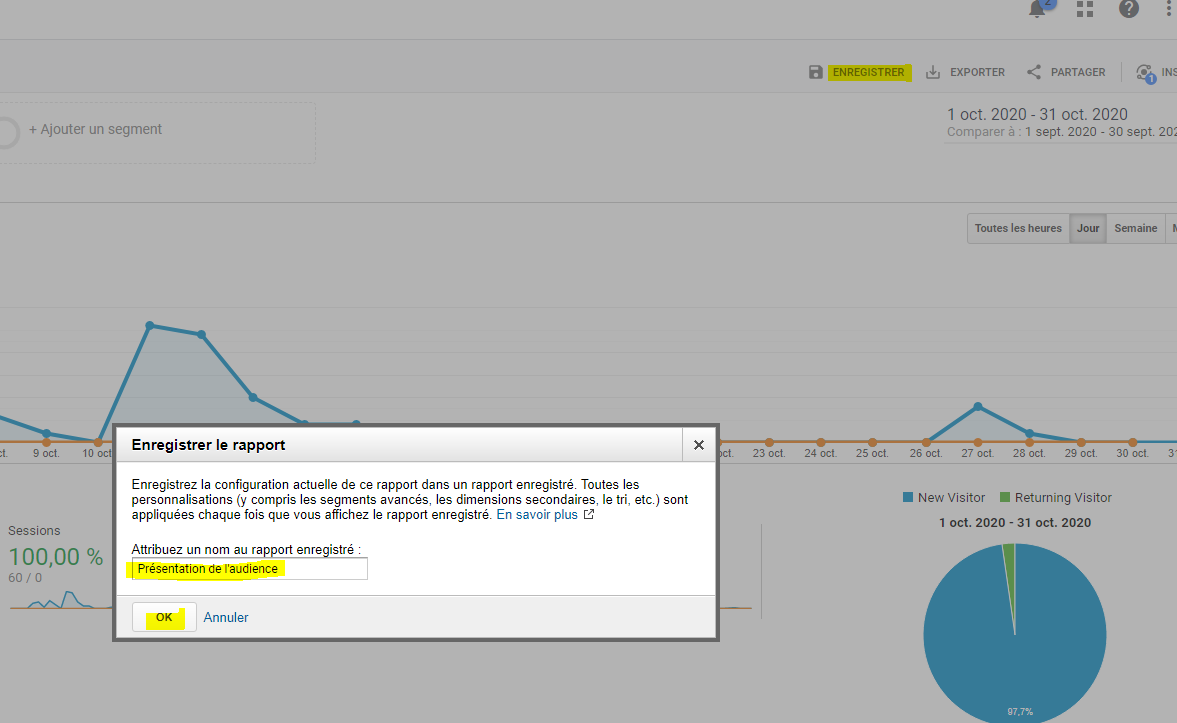 2
ENREGISTRER
EXPORTER
PARTAGER
1
INS
+ Ajouter un segment
1 oct. 2020 - 31 oct. 2020
Comparer à : 1 sept. 2020 - 30 sept. 202
Toutes les heures
Jour
Semaine
9 oct.
10 oct
oct.
23 oct.
24 oct.
25 oct.
26 oct.
27 oct.
28 oct.
29 oct.
30 oct.
31
Enregistrer le rapport
Enregistrez la configuration actuelle de ce rapport dans un rapport enregistré. Toutes les
personnalisations (y compris les segments avancés, les dimensions secondaires, le tri, etc.) sont
appliquées chaque fois que vous affichez le rapport enregistré. En savoir plus
Attribuez un nom au rapport enregistré :
Présentation de l'audience
OK
Annuler
Sessions
100,00 %
60 / 0
New Visitor
Returning Visitor
1 oct. 2020 - 31 oct. 2020
97,7%